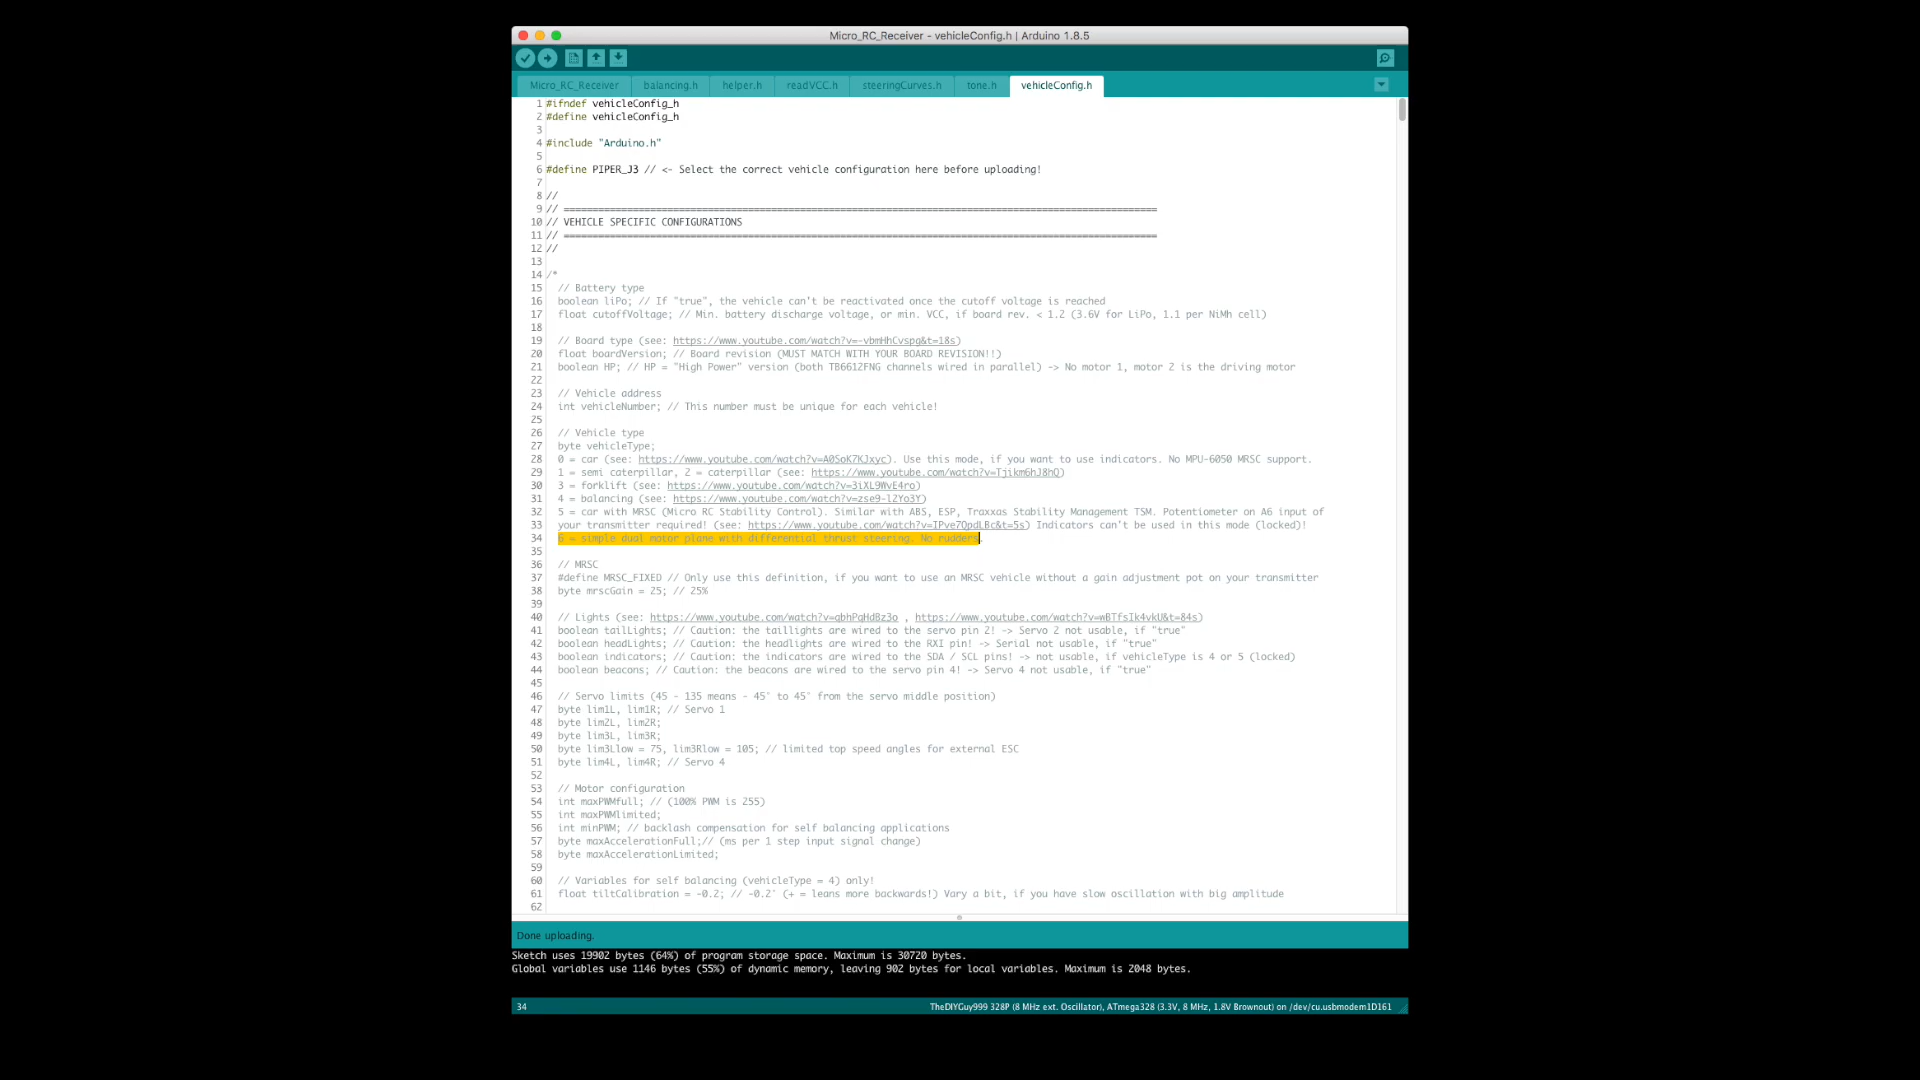 Micro_RC_Receiver - vehicleConfig.h | Arduino 1.8.5
Micro_RC_Receiver balancing.h helper.h readVCC.h steeringCurves.h tone.h vehicleConfig.h
1 #ifndef vehicleConfig_h
2 #define vehicleConfig_h
3
4 #include "Arduino.h"
5
6 #define PIPER_J3 // <- Select the correct vehicle configuration here before uploading!
7
8 //
9 // =======================================================================================================
10 // VEHICLE SPECIFIC CONFIGURATIONS
11 // =======================================================================================================
12 //
13
14 /*
15 // Battery type
16 boolean liPo; // If "true", the vehicle can't be reactivated once the cutoff voltage is reached
17 float cutoffVoltage; // Min. battery discharge voltage, or min. VCC, if board rev. < 1.2 (3.6V for LiPo, 1.1 per NiMh cell)
18
19 // Board type (see: https://www.youtube.com/watch?v=-vbmHhCvspg&t=18s)
20 float boardVersion; // Board revision (MUST MATCH WITH YOUR BOARD REVISION!!)
21 boolean HP; // HP = "High Power" version (both TB6612FNG channels wired in parallel) -> No motor 1, motor 2 is the driving motor
22
23 // Vehicle address
24 int vehicleNumber; // This number must be unique for each vehicle!
25
26 // Vehicle type
27 byte vehicleType;
28 0 = car (see: https://www.youtube.com/watch?v=A0SoK7KJxyc). Use this mode, if you want to use indicators. No MPU-6050 MRSC support.
29 1 = semi caterpillar, 2 = caterpillar (see: https://www.youtube.com/watch?v=Tjikm6hJ8hQ)
30 3 = forklift (see: https://www.youtube.com/watch?v=3iXL9WvE4ro)
31 4 = balancing (see: https://www.youtube.com/watch?v=zse9-l2Yo3Y)
32 5 = car with MRSC (Micro RC Stability Control). Similar with ABS, ESP, Traxxas Stability Management TSM. Potentiometer on A6 input of
33 your transmitter required! (see: https://www.youtube.com/watch?v=IPve7QpdLBc&t=5s) Indicators can't be used in this mode (locked)!
34 6 = simple dual motor plane with differential thrust steering. No rudders.
35
36 // MRSC
37 #define MRSC_FIXED // Only use this definition, if you want to use an MRSC vehicle without a gain adjustment pot on your transmitter
38 byte mrscGain = 25; // 25%
39
40 // Lights (see: https://www.youtube.com/watch?v=qbhPqHdBz3o , https://www.youtube.com/watch?v=wBTfsIk4vkU&t=84s)
41 boolean tailLights; // Caution: the taillights are wired to the servo pin 2! -> Servo 2 not usable, if "true"
42 boolean headLights; // Caution: the headlights are wired to the RXI pin! -> Serial not usable, if "true"
43 boolean indicators; // Caution: the indicators are wired to the SDA / SCL pins! -> not usable, if vehicleType is 4 or 5 (locked)
44 boolean beacons; // Caution: the beacons are wired to the servo pin 4! -> Servo 4 not usable, if "true"
45
46 // Servo limits (45 - 135 means - 45° to 45° from the servo middle position)
47 byte lim1L, lim1R; // Servo 1
48 byte lim2L, lim2R;
49 byte lim3L, lim3R;
50 byte lim3Llow = 75, lim3Rlow = 105; // limited top speed angles for external ESC
51 byte lim4L, lim4R; // Servo 4
52
53 // Motor configuration
54 int maxPWMfull; // (100% PWM is 255)
55 int maxPWMlimited;
56 int minPWM; // backlash compensation for self balancing applications
57 byte maxAccelerationFull;// (ms per 1 step input signal change)
58 byte maxAccelerationLimited;
59
60 // Variables for self balancing (vehicleType = 4) only!
61 float tiltCalibration = -0.2; // -0.2° (+ = leans more backwards!) Vary a bit, if you have slow oscillation with big amplitude
62
Done uploading.
Sketch uses 19902 bytes (64%) of program storage space. Maximum is 30720 bytes.
Global variables use 1146 bytes (55%) of dynamic memory, leaving 902 bytes for local variables. Maximum is 2048 bytes.
34 TheDIYGuy999 328P (8 MHz ext. Oscillator), ATmega328 (3.3V, 8 MHz, 1.8V Brownout) on /dev/cu.usbmodem1D161